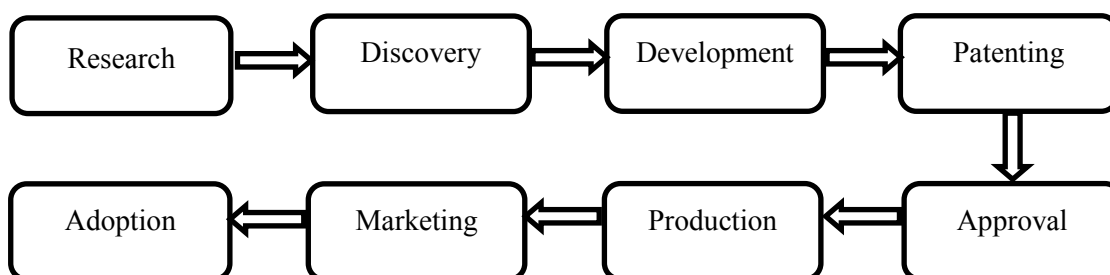 Research
Discovery
Development
Patenting
Approval
Production
Marketing
Adoption